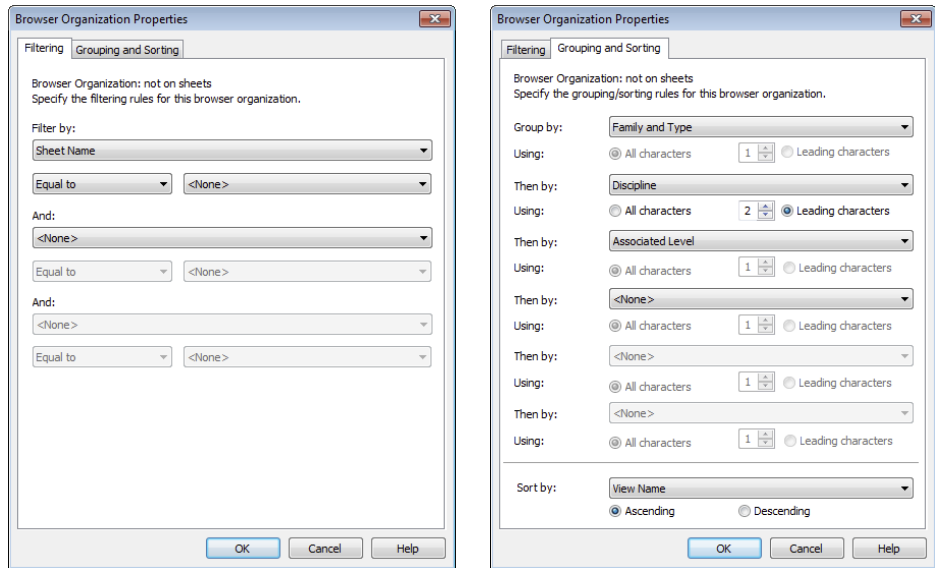 Browser Organization Properties
Filtering Grouping and Sorting
Browser Organization: not on sheets
Specify the filtering rules for this browser organization.
Filter by:
Sheet Name
Equal to <None>
And:
<None>
Equal to <None>
And:
<None>
Equal to <None>
OK Cancel Help
Browser Organization Properties
Filtering Grouping and Sorting
Browser Organization: not on sheets
Specify the grouping/sorting rules for this browser organization.
Group by: Family and Type
Using: All characters 1 Leading characters
Then by: Discipline
Using: All characters 2 Leading characters
Then by: Associated Level
Using: All characters 1 Leading characters
Then by: <None>
Using: All characters 1 Leading characters
Then by: <None>
Using: All characters 1 Leading characters
Then by: <None>
Using: All characters 1 Leading characters
Sort by: View Name
Ascending Descending
OK Cancel Help